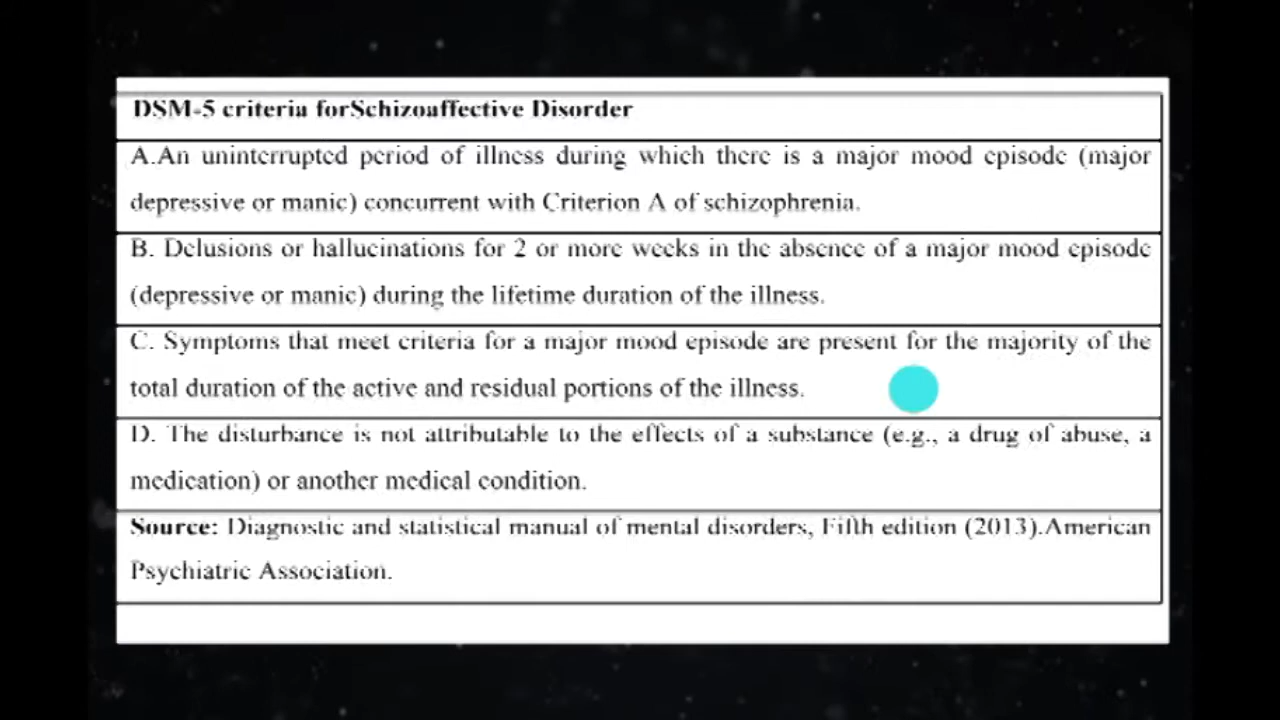 DSM-5 criteria forSchizoaffective Disorder
A.An uninterrupted period of illness during which there is a major mood episode (major
depressive or manic) concurrent with Criterion A of schizophrenia.
B. Delusions or hallucinations for 2 or more weeks in the absence of a major mood episode
(depressive or manic) during the lifetime duration of the illness.
C. Symptoms that meet criteria for a major mood episode are present for the majority of the
total duration of the active and residual portions of the illness.
D. The disturbance is not attributable to the effects of a substance (e.g., a drug of abuse, a
medication) or another medical condition.
Source: Diagnostic and statistical manual of mental disorders, Fifth edition (2013).American
Psychiatric Association.